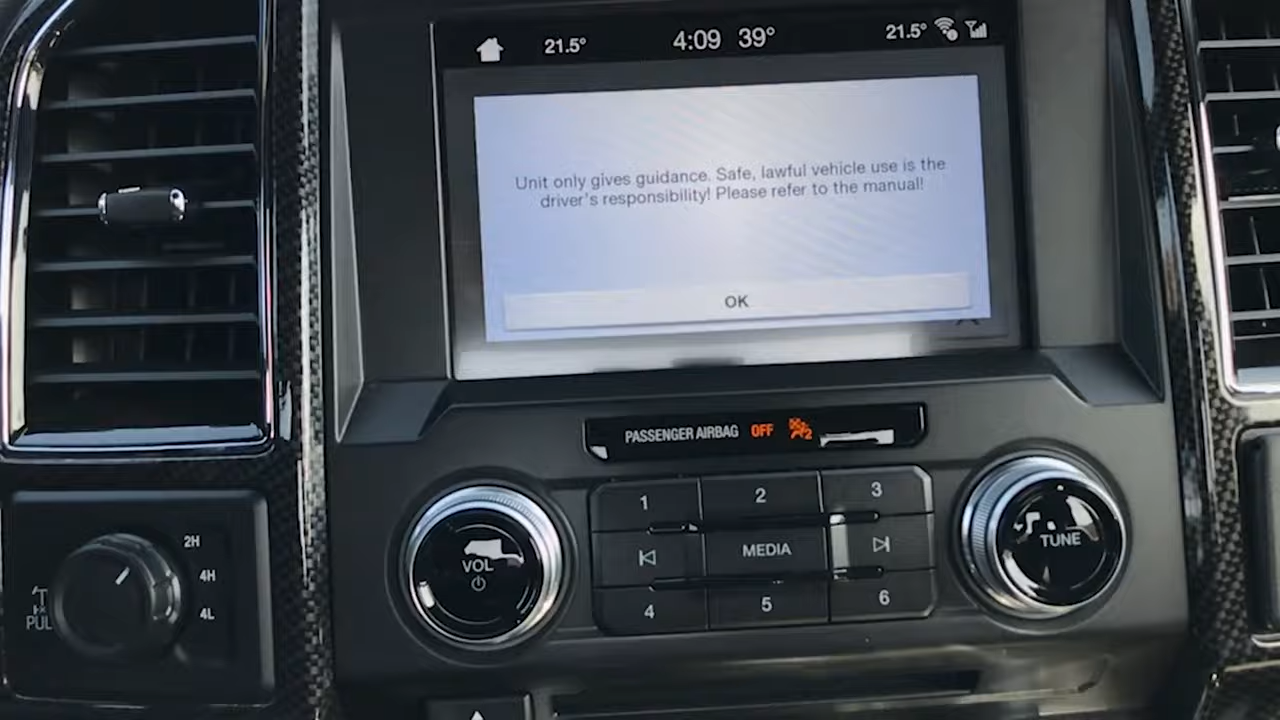 21.5° 4:09 39° 21.5°
Unit only gives guidance. Safe, lawful vehicle use is the
driver's responsibility! Please refer to the manual!
OK
PASSENGER AIRBAG OFF 2
1 2 3
VOL MEDIA TUNE
4 5 6
2H
4H
4L
PUL